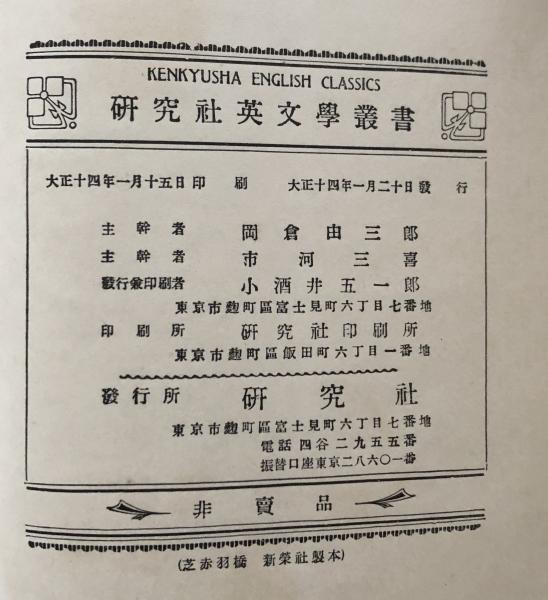 KENKYUSHA ENGLISH CLASSICS
研究社英文學叢書
大正十四年一月十五日印刷 大正十四年一月二十日發行
主幹者 岡倉由三郎
主幹者 市河三喜
發行兼印刷者 小酒井五一郎
東京市麴町區富士見町六丁目七番地
印刷所 研究社印刷所
東京市麴町區飯田町六丁目一番地
發行所 研究社
東京市麴町區富士見町六丁目七番地
電話四谷二九五五番
振替口座東京二八六〇一番
非賣品
(芝赤羽橋 新榮社製本)